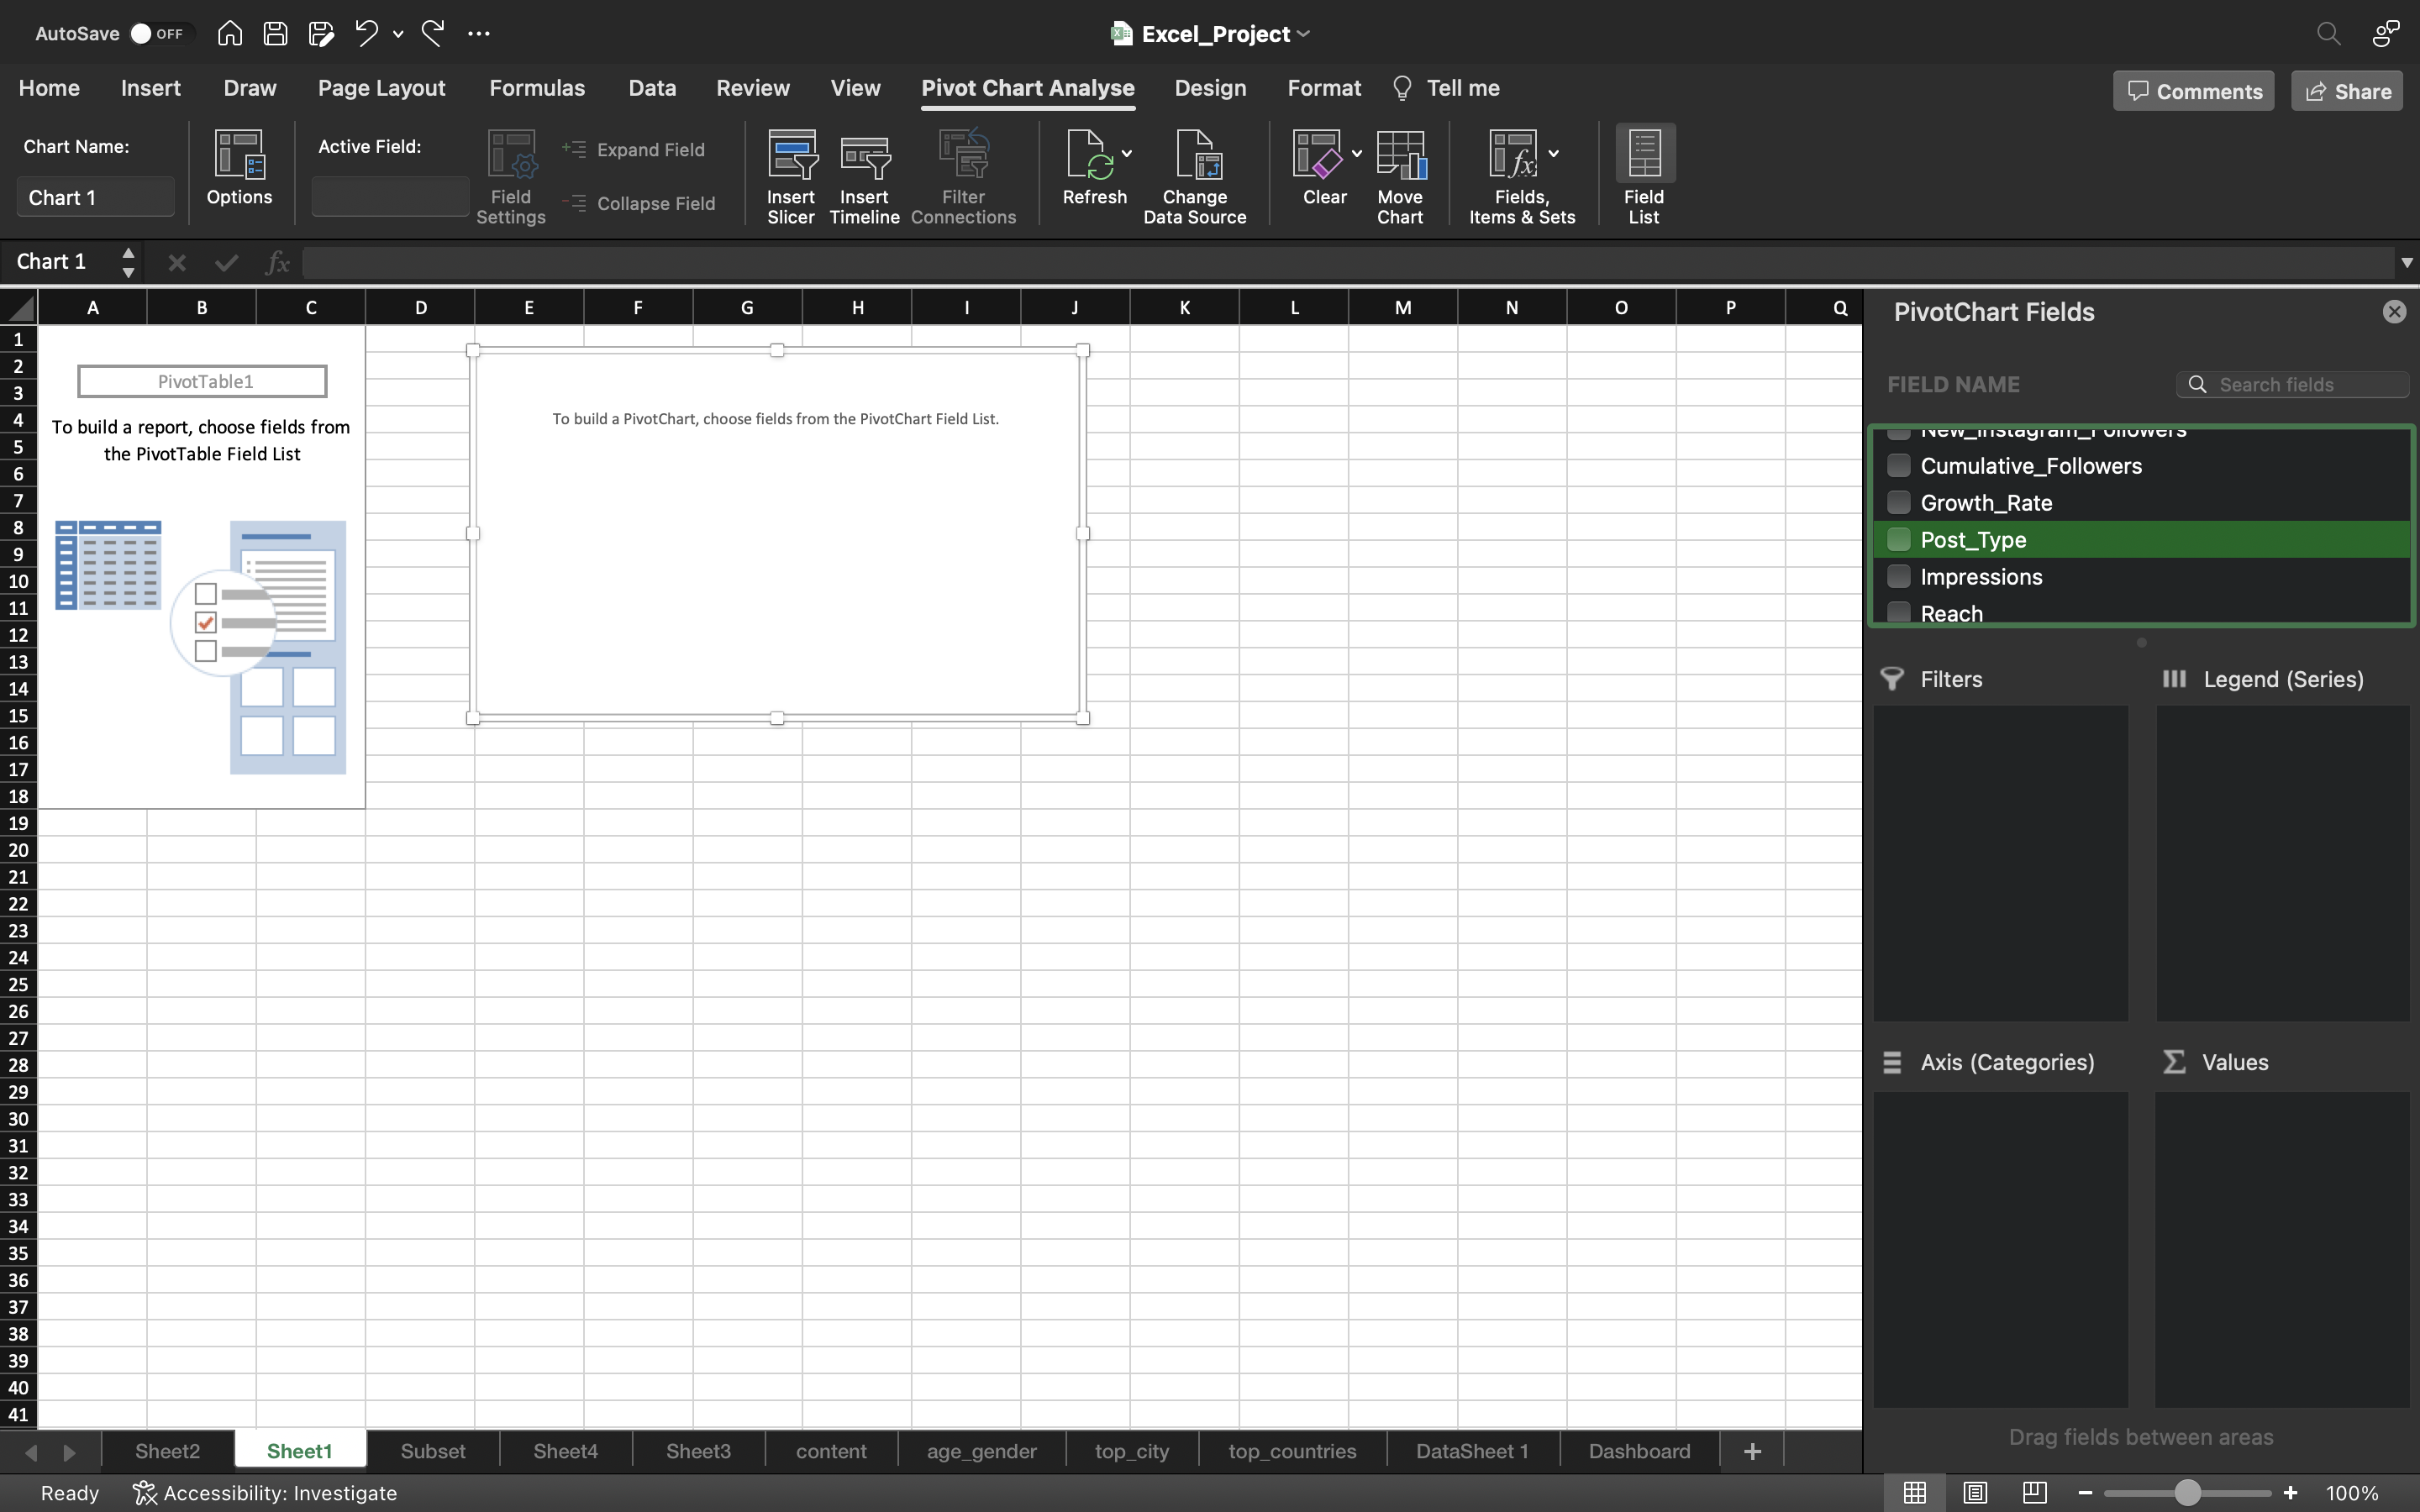 AutoSave OFF Excel_Project
Home Insert Draw Page Layout Formulas Data Review View Pivot Chart Analyse Design Format Tell me Comments Share
Chart Name:
Chart 1
Options
Active Field:
Field Settings
Expand Field
Collapse Field
Insert Slicer
Insert Timeline
Filter Connections
Refresh
Change Data Source
Clear
Move Chart
Fields, Items & Sets
Field List
Chart 1 fx
A B C D E F G H I J K L M N O P Q
1
2
3
4
5
6
7
8
9
10
11
12
13
14
15
16
17
18
19
20
21
22
23
24
25
26
27
28
29
30
31
32
33
34
35
36
37
38
39
40
41
PivotTable1
To build a report, choose fields from
the PivotTable Field List
To build a PivotChart, choose fields from the PivotChart Field List.
PivotChart Fields
FIELD NAME Search fields
New_Instagram_Followers
Cumulative_Followers
Growth_Rate
Post_Type
Impressions
Reach
Filters
Legend (Series)
Axis (Categories)
Values
Drag fields between areas
Sheet2 Sheet1 Subset Sheet4 Sheet3 content age_gender top_city top_countries DataSheet 1 Dashboard +
Ready Accessibility: Investigate 100%